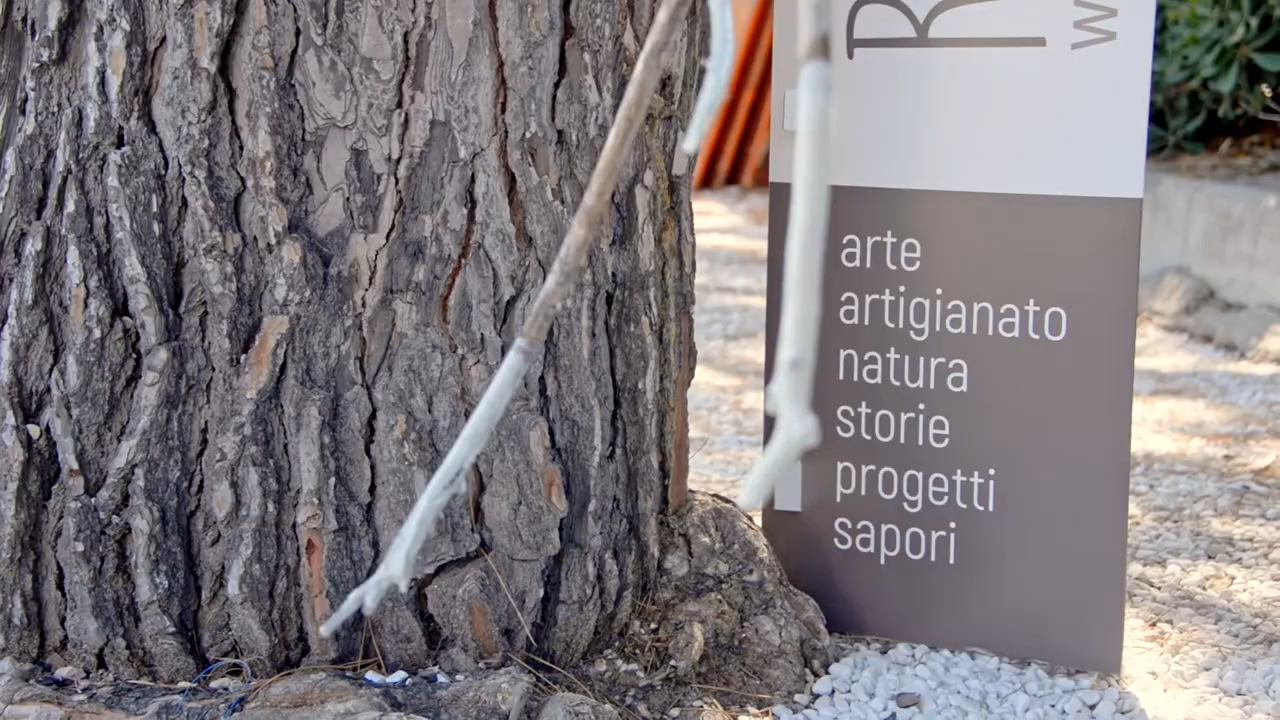 R
w
arte
artigianato
natura
storie
progetti
sapori